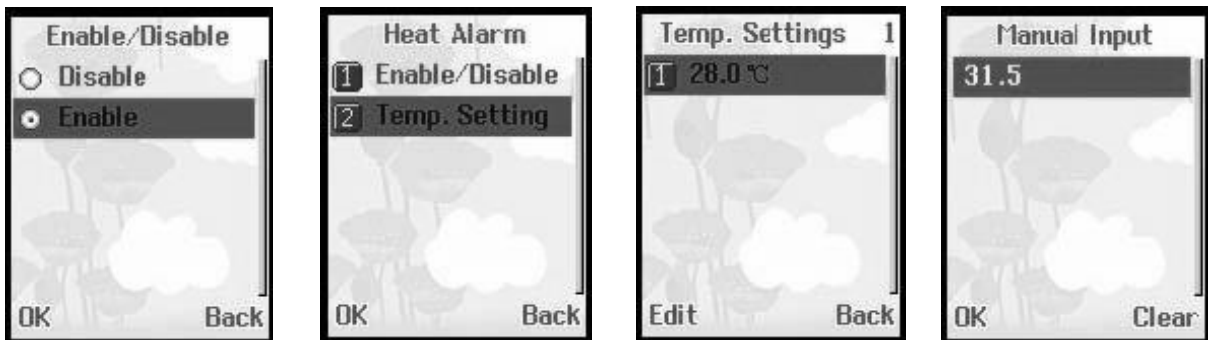 Enable/Disable
Disable
Enable
OK Back
Heat Alarm
1 Enable/Disable
2 Temp. Setting
OK Back
Temp. Settings 1
1 28.0 °C
Edit Back
Manual Input
31.5
OK Clear